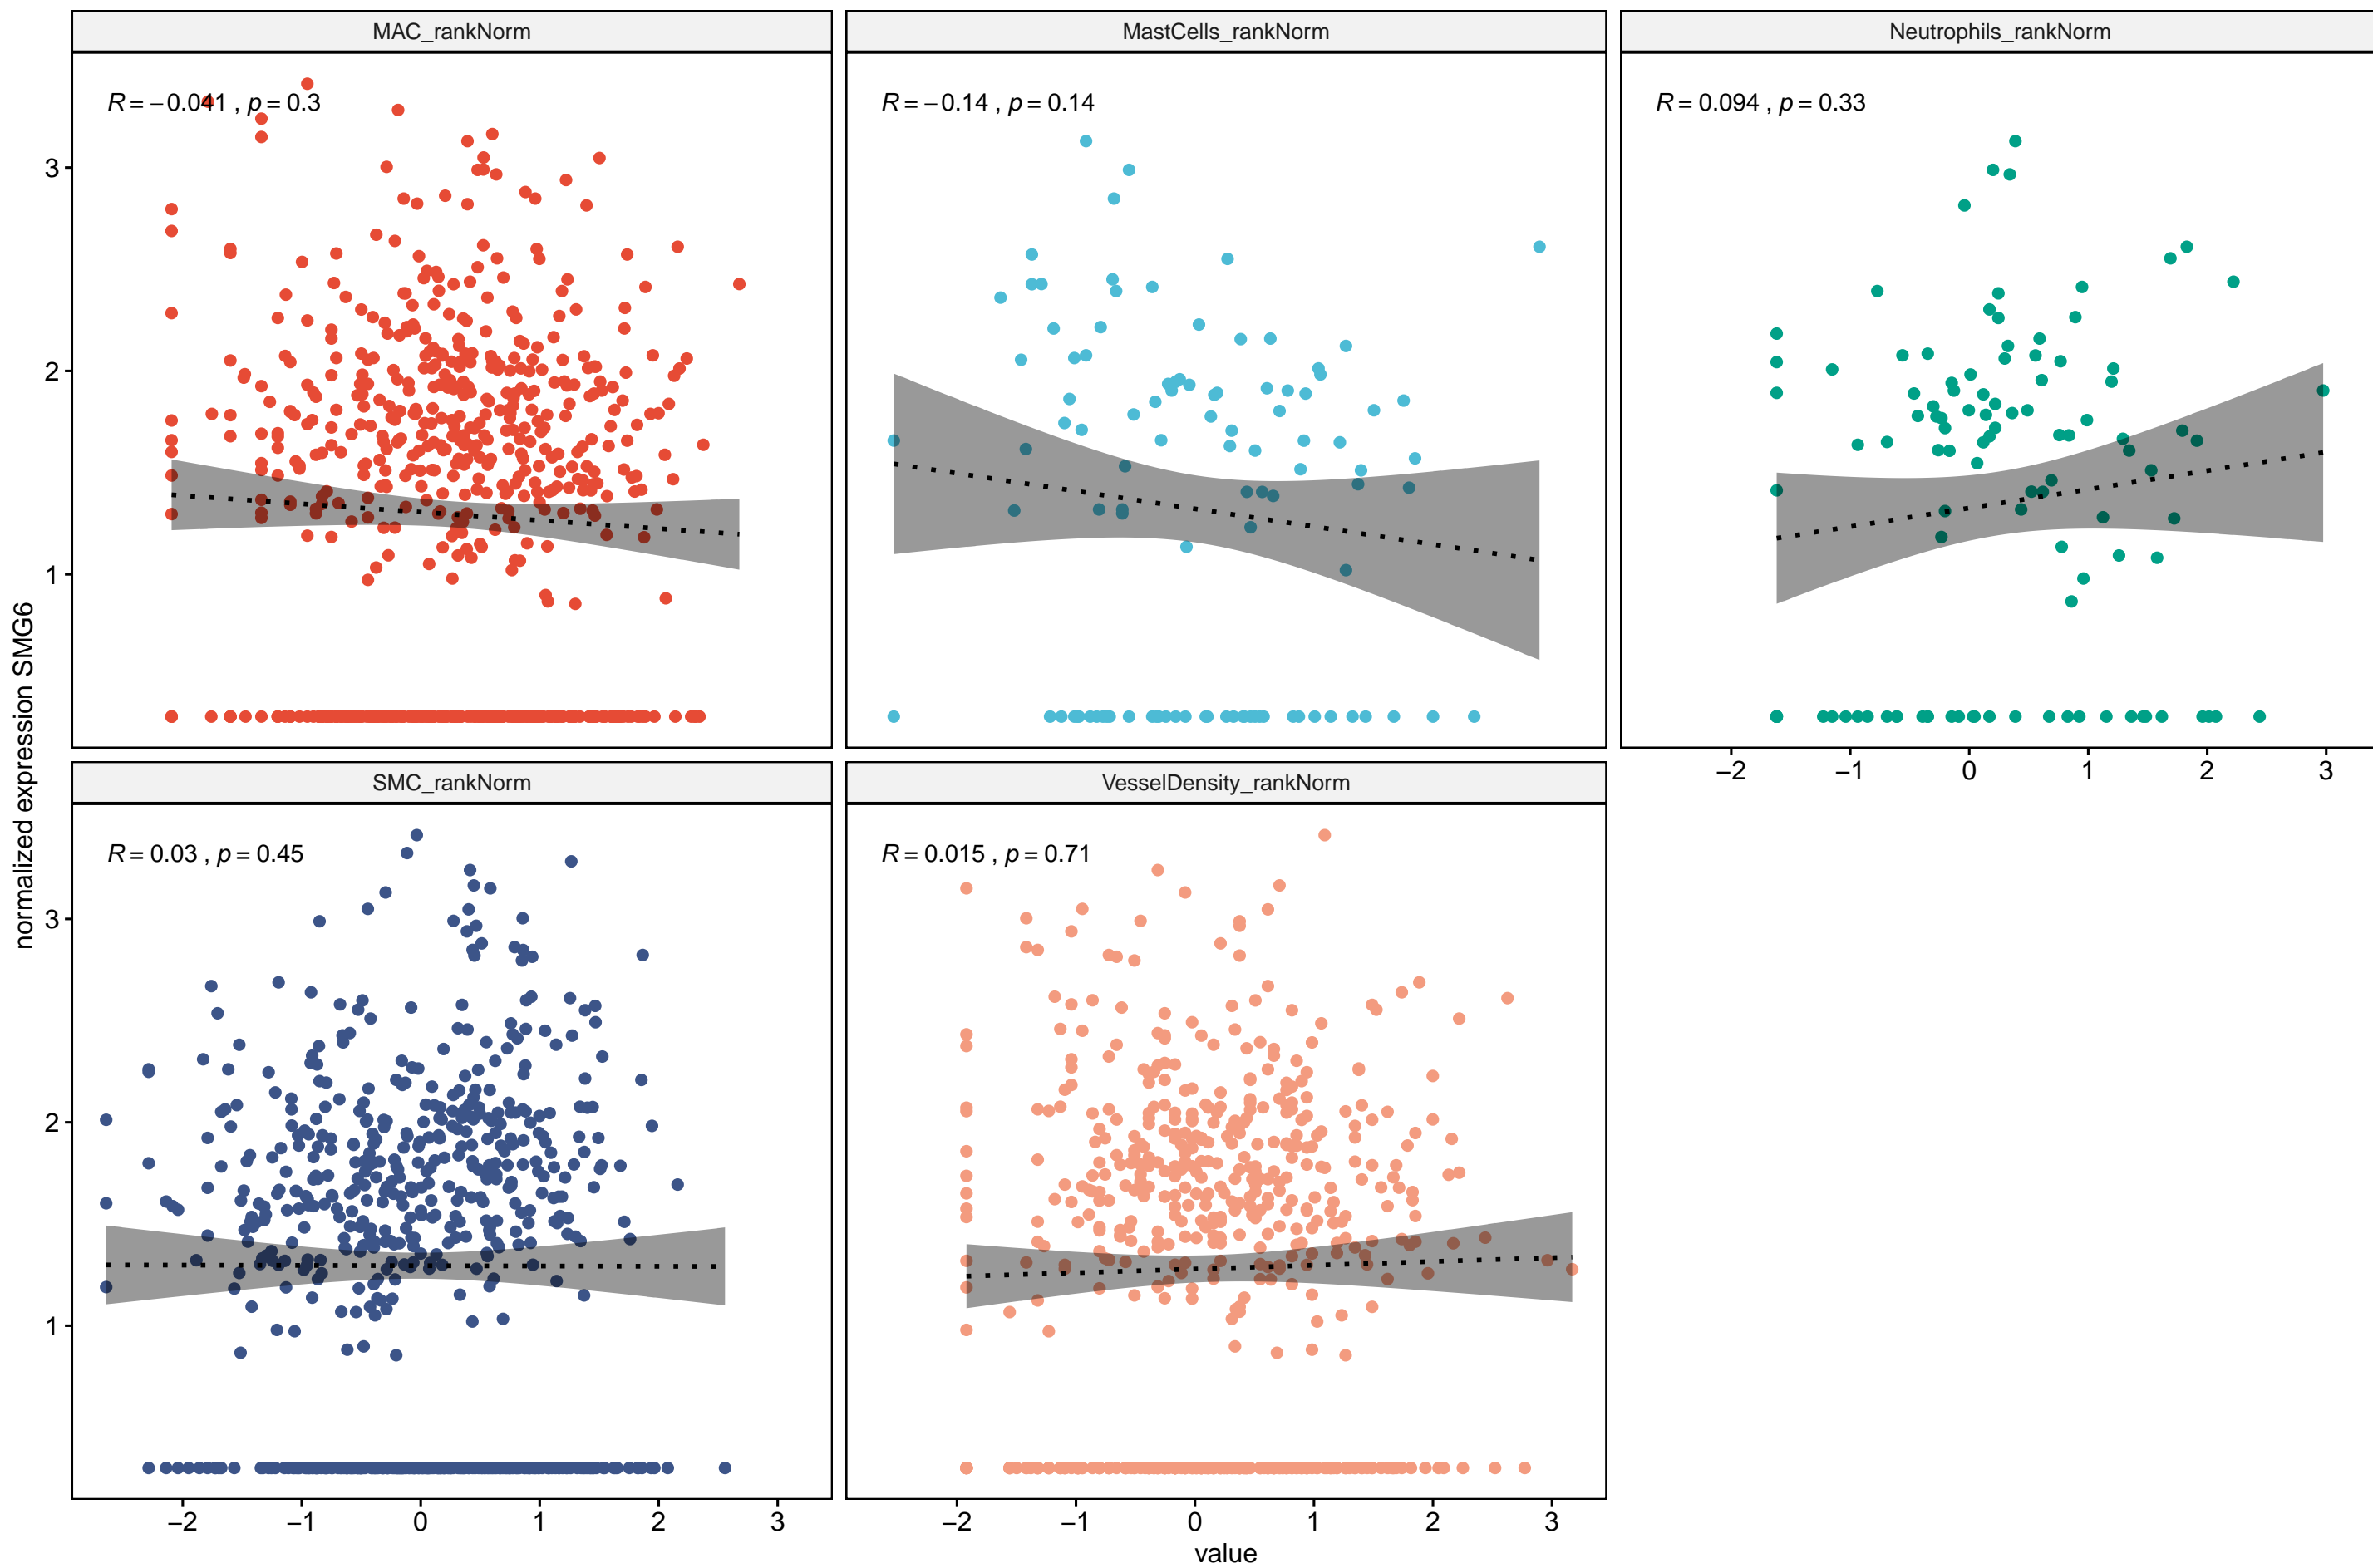 MAC_rankNorm
MastCells_rankNorm
Neutrophils_rankNorm
R = −0.041 , p = 0.3
R = −0.14 , p = 0.14
R = 0.094 , p = 0.33
3
2
1
−2 −1 0 1 2 3
SMC_rankNorm
VesselDensity_rankNorm
R = 0.03 , p = 0.45
R = 0.015 , p = 0.71
3
2
1
−2 −1 0 1 2 3
−2 −1 0 1 2 3
value
normalized expression SMG6